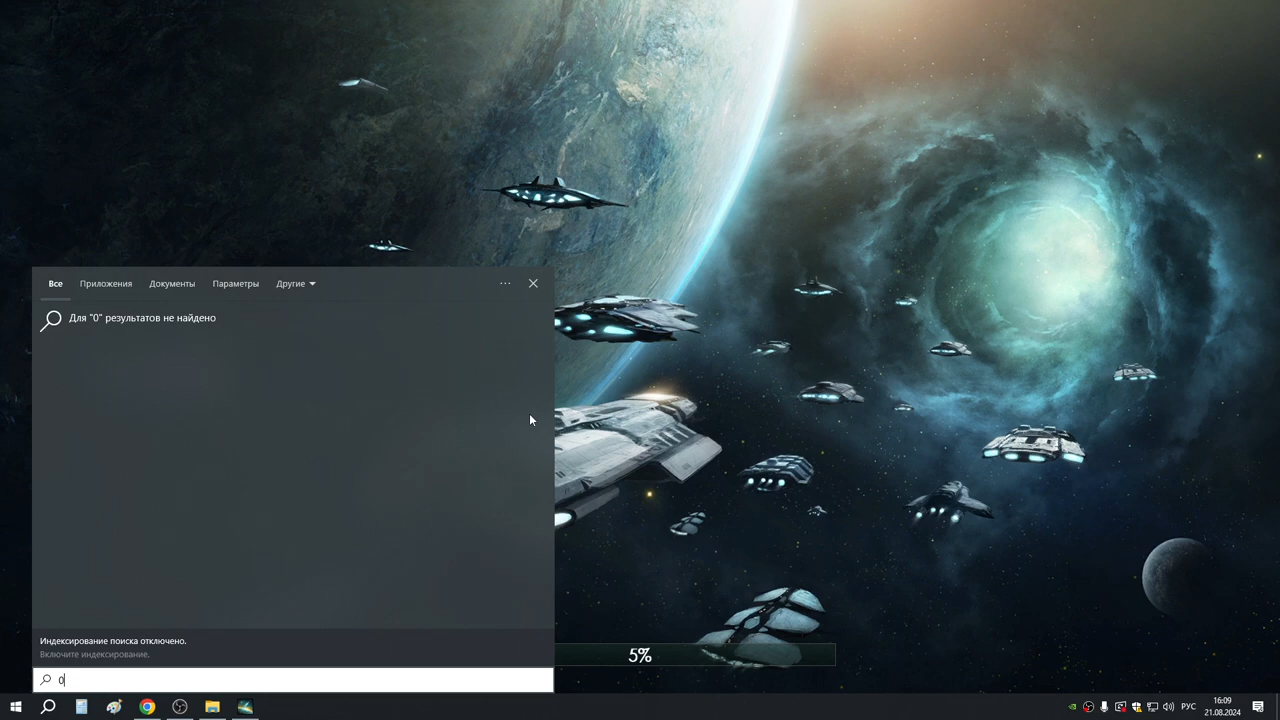 Все Приложения Документы Параметры Другие
Для "0" результатов не найдено
Индексирование поиска отключено.
Включите индексирование.
5%
0
РУС
16:09
21.08.2024